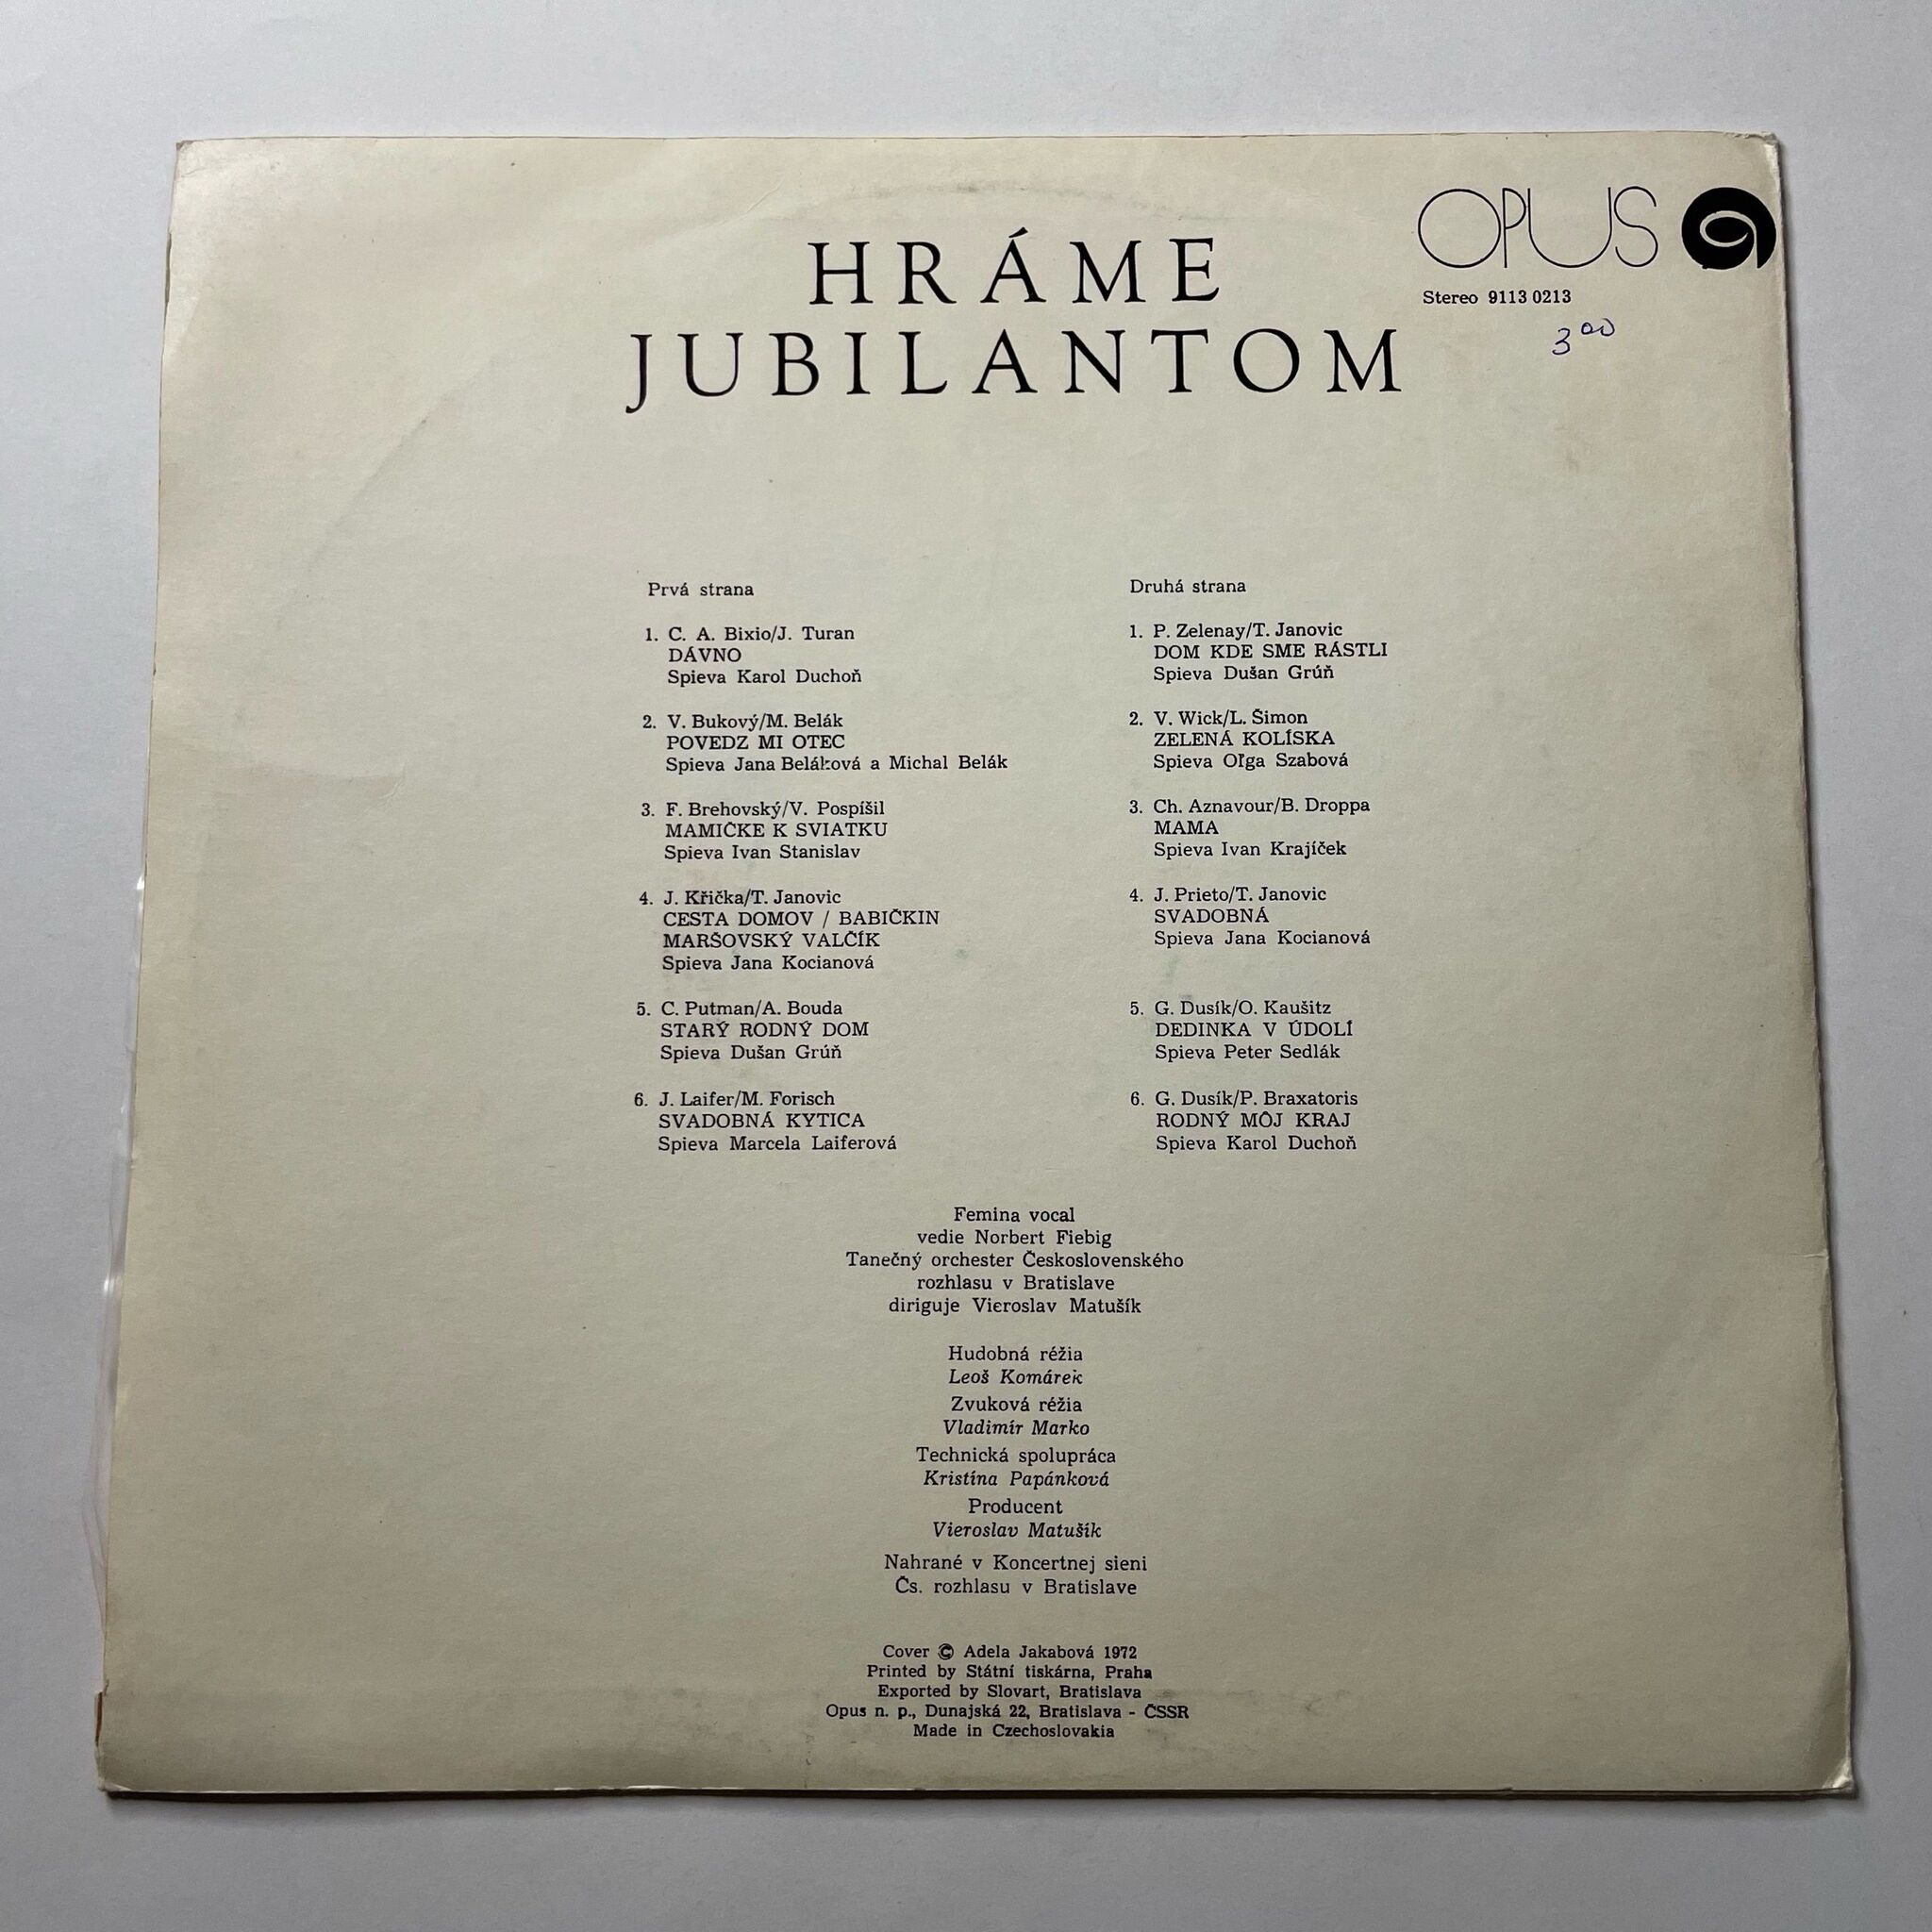 OPUS
Stereo 9113 0213
3 00
HRÁME
JUBILANTOM
Prvá strana
1. C. A. Bixio/J. Turan
DÁVNO
Spieva Karol Duchoň
2. V. Bukový/M. Belák
POVEDZ MI OTEC
Spieva Jana Beláková a Michal Belák
3. F. Brehovský/V. Pospíšil
MAMIČKE K SVIATKU
Spieva Ivan Stanislav
4. J. Křička/T. Janovic
CESTA DOMOV / BABIČKIN
MARŠOVSKÝ VALČÍK
Spieva Jana Kocianová
5. C. Putman/A. Bouda
STARÝ RODNÝ DOM
Spieva Dušan Grúň
6. J. Laifer/M. Forisch
SVADOBNÁ KYTICA
Spieva Marcela Laiferová
Druhá strana
1. P. Zelenay/T. Janovic
DOM KDE SME RÁSTLI
Spieva Dušan Grúň
2. V. Wick/L. Šimon
ZELENÁ KOLÍSKA
Spieva Oľga Szabová
3. Ch. Aznavour/B. Droppa
MAMA
Spieva Ivan Krajíček
4. J. Prieto/T. Janovic
SVADOBNÁ
Spieva Jana Kocianová
5. G. Dusík/O. Kaušitz
DEDINKA V ÚDOLÍ
Spieva Peter Sedlák
6. G. Dusík/P. Braxatoris
RODNÝ MÔJ KRAJ
Spieva Karol Duchoň
Femina vocal
vedie Norbert Fiebig
Tanečný orchester Československého
rozhlasu v Bratislave
diriguje Vieroslav Matušík
Hudobná réžia
Leoš Komárek
Zvuková réžia
Vladimír Marko
Technická spolupráca
Kristína Papánková
Producent
Vieroslav Matušík
Nahrané v Koncertnej sieni
Čs. rozhlasu v Bratislave
Cover © Adela Jakabová 1972
Printed by Státní tiskárna, Praha
Exported by Slovart, Bratislava
Opus n. p., Dunajská 22, Bratislava - ČSSR
Made in Czechoslovakia